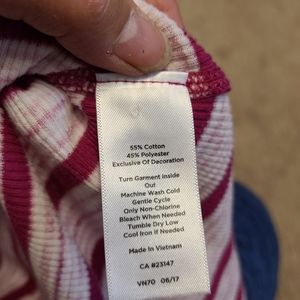 55% Cotton
45% Polyester
Exclusive Of Decoration
Turn Garment Inside
Out
Machine Wash Cold
Gentle Cycle
Only Non-Chlorine
Bleach When Needed
Tumble Dry Low
Cool Iron if Needed
Made In Vietnam
CA #23147
VN70 06/17